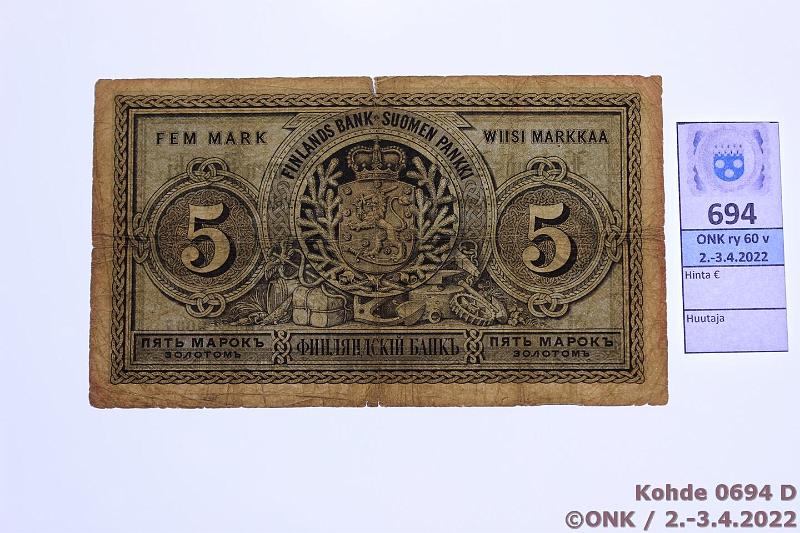 FEM MARK
FINLANDS BANK · SUOMEN PANKKI
WIISI MARKKAA
5
5
ПЯТЬ МАРОКЪ
ЗОЛОТОМЪ
ФИНЛЯНДСКІЙ БАНКЪ
ПЯТЬ МАРОКЪ
ЗОЛОТОМЪ
694
ONK ry 60 v
2.-3.4.2022
Hinta €
Huutaja
Kohde 0694 D
©ONK / 2.-3.4.2022